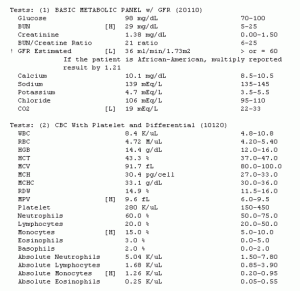 Tests: (1) BASIC METABOLIC PANEL w/ GFR (20110)
Glucose 98 mg/dL 70-100
BUN [H] 29 mg/dL 5-25
Creatinine 1.38 mg/dL 0.00-1.50
BUN/Creatine Ratio 21 ratio 6-25
! GFR Estimated [L] 36 ml/min/1.73m2 > or = 60
If the patient is African-American, multiply reported
result by 1.21
Calcium 10.1 mg/dL 8.5-10.5
Sodium 139 mEq/L 135-145
Potassium 4.7 mEq/L 3.5-5.5
Chloride 106 mEq/L 95-110
CO2 [L] 19 mEq/L 22-33
Tests: (2) CBC With Platelet and Differential (10120)
WBC 8.4 K/uL 4.8-10.8
RBC 4.72 M/uL 4.20-5.40
HGB 14.4 g/dL 12.0-16.0
HCT 43.3 % 37.0-47.0
MCV 91.7 fL 80.0-100.0
MCH 30.4 pg/cell 27.0-33.0
MCHC 33.1 g/dL 30.0-36.0
RDW 14.9 % 11.5-16.0
MPV [H] 9.6 fL 6.0-9.5
Platelet 280 K/uL 150-450
Neutrophils 60.0 % 50.0-75.0
Lymphocytes 20.0 % 20.0-50.0
Monocytes [H] 15.0 % 5.0-10.0
Eosinophils 3.0 % 0.0-5.0
Basophils 2.0 % 0.0-2.0
Absolute Neutrophils 5.04 K/uL 1.50-7.80
Absolute Lymphocytes 1.68 K/uL 0.85-3.90
Absolute Monocytes [H] 1.26 K/uL 0.20-0.95
Absolute Eosinophils 0.25 K/uL 0.05-0.55